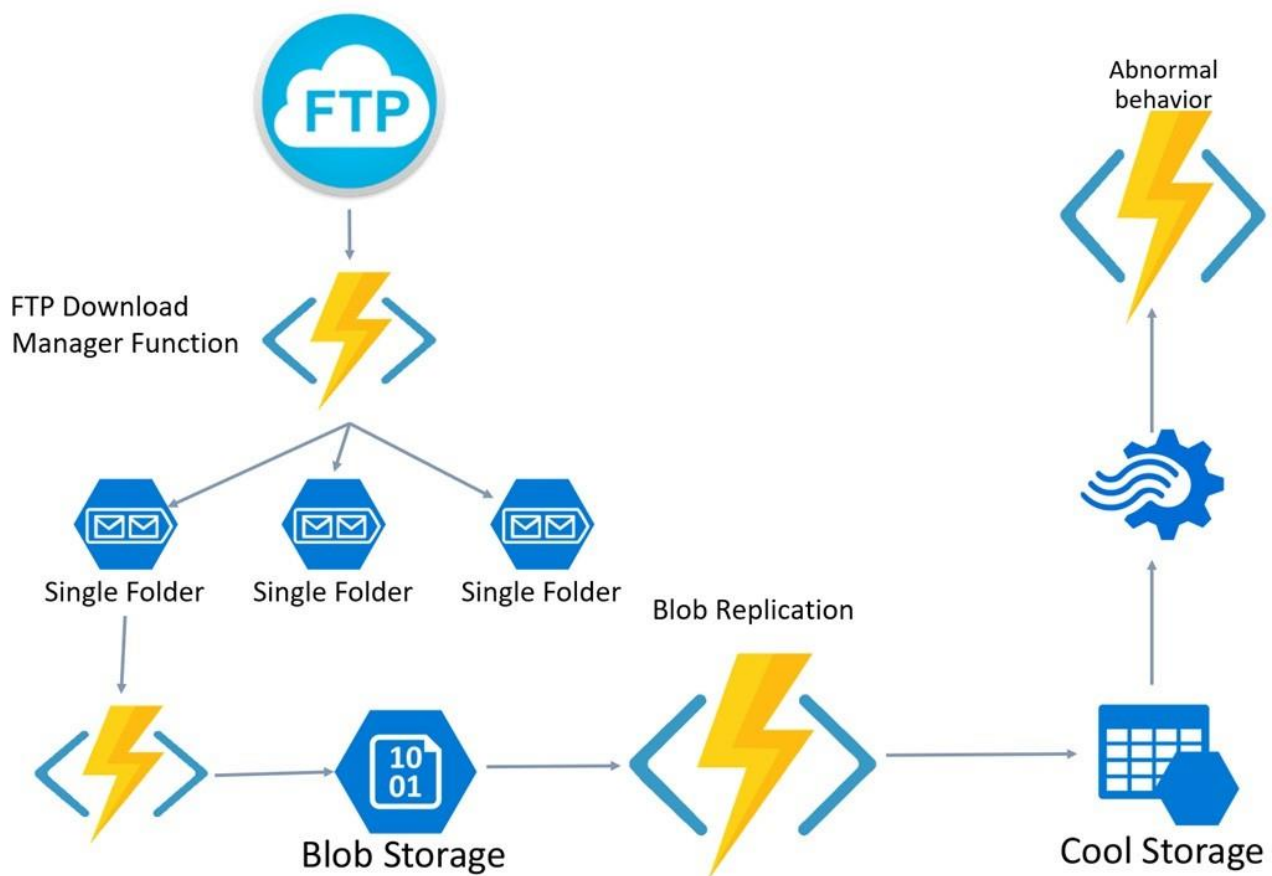 FTP
Abnormal
behavior
FTP Download
Manager Function
Single Folder
Single Folder
Single Folder
Blob Replication
10
01
Blob Storage
Cool Storage